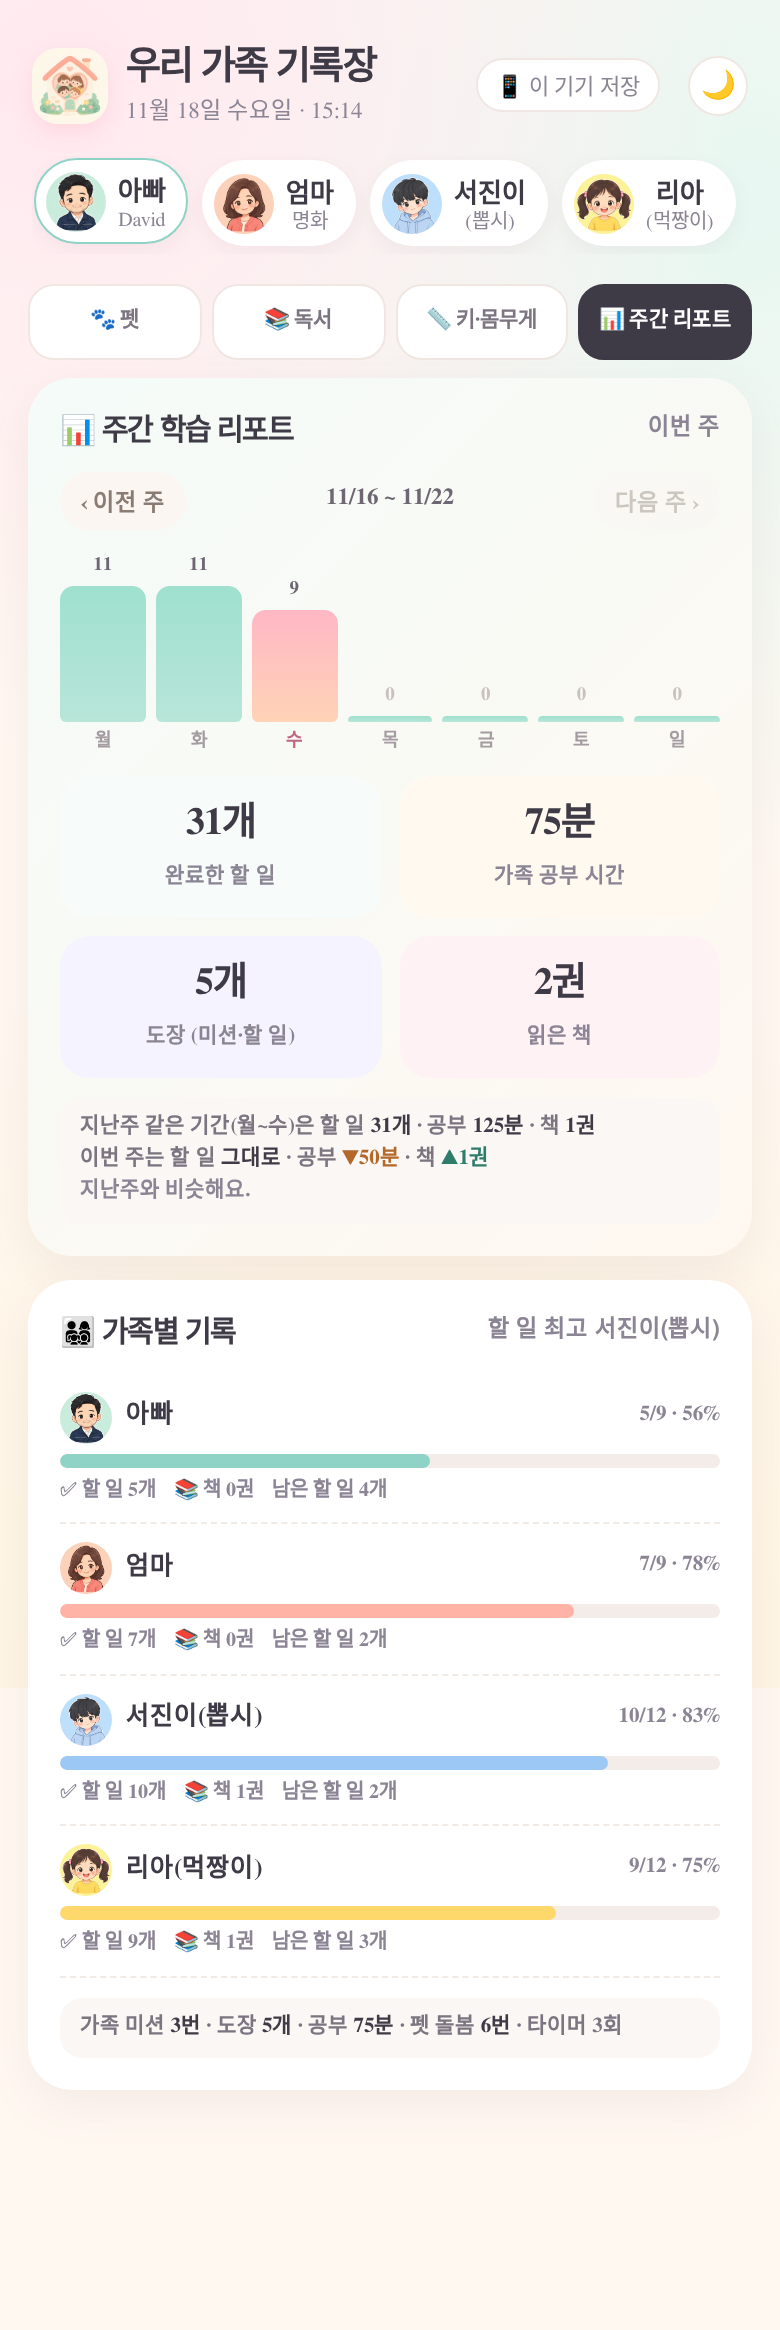 우리 가족 기록장
11월 18일 수요일 · 15:14
이 기기 저장
아빠
David
엄마
명화
서진이
(뽑시)
리아
(먹짱이)
펫
독서
키·몸무게
주간 리포트
주간 학습 리포트
이번 주
‹ 이전 주
11/16 ~ 11/22
다음 주 ›
11
11
9
0
0
0
0
월
화
수
목
금
토
일
31개
완료한 할 일
75분
가족 공부 시간
5개
도장 (미션·할 일)
2권
읽은 책
지난주 같은 기간(월~수)은 할 일 31개 · 공부 125분 · 책 1권
이번 주는 할 일 그대로 · 공부 ▼50분 · 책 ▲1권
지난주와 비슷해요.
가족별 기록
할 일 최고 서진이(뽑시)
아빠
5/9 · 56%
✅ 할 일 5개 📚 책 0권 남은 할 일 4개
엄마
7/9 · 78%
✅ 할 일 7개 📚 책 0권 남은 할 일 2개
서진이(뽑시)
10/12 · 83%
✅ 할 일 10개 📚 책 1권 남은 할 일 2개
리아(먹짱이)
9/12 · 75%
✅ 할 일 9개 📚 책 1권 남은 할 일 3개
가족 미션 3번 · 도장 5개 · 공부 75분 · 펫 돌봄 6번 · 타이머 3회